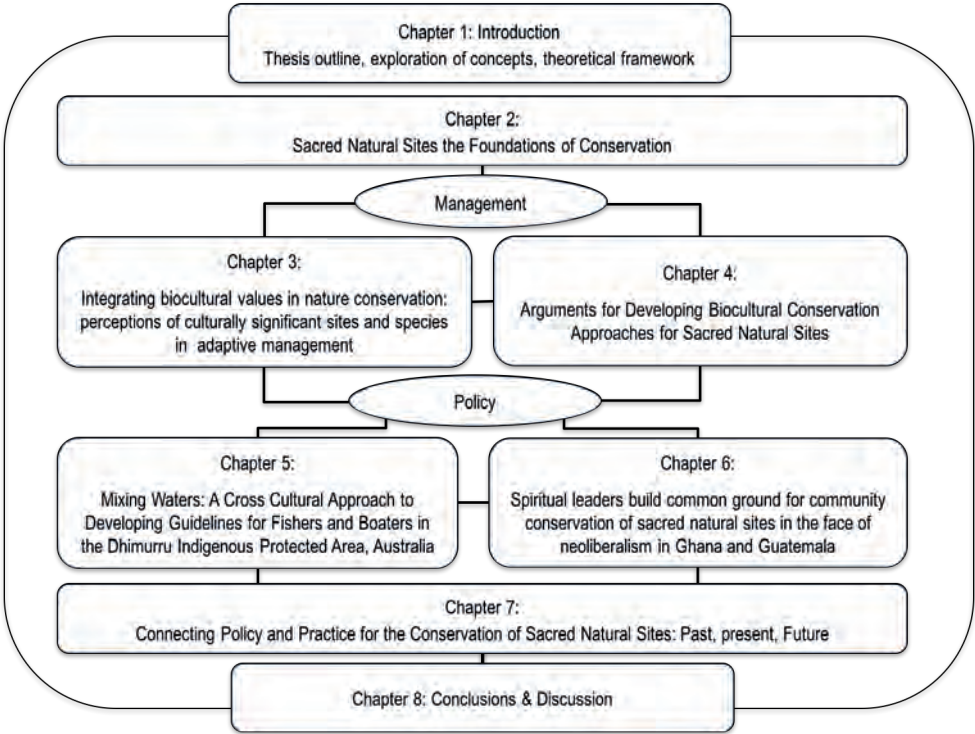 Chapter 1: Introduction
Thesis outline, exploration of concepts, theoretical framework
Chapter 2:
Sacred Natural Sites the Foundations of Conservation
Management
Chapter 3:
Integrating biocultural values in nature conservation:
perceptions of culturally significant sites and species
in adaptive management
Chapter 4:
Arguments for Developing Biocultural Conservation
Approaches for Sacred Natural Sites
Policy
Chapter 5:
Mixing Waters: A Cross Cultural Approach to
Developing Guidelines for Fishers and Boaters in
the Dhimurru Indigenous Protected Area, Australia
Chapter 6:
Spiritual leaders build common ground for community
conservation of sacred natural sites in the face of
neoliberalism in Ghana and Guatemala
Chapter 7:
Connecting Policy and Practice for the Conservation of Sacred Natural Sites: Past, present, Future
Chapter 8: Conclusions & Discussion